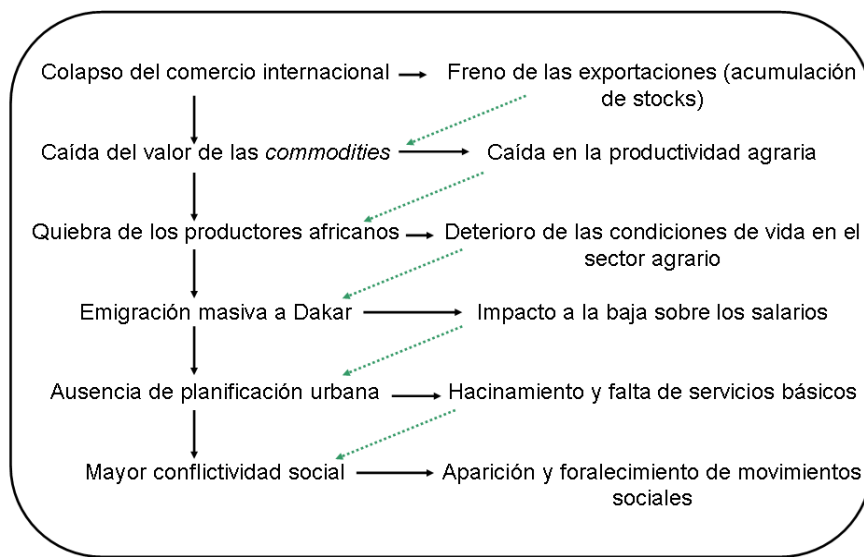 Colapso del comercio internacional
Freno de las exportaciones (acumulación
de stocks)
Caída del valor de las commodities
Caída en la productividad agraria
Quiebra de los productores africanos
Deterioro de las condiciones de vida en el
sector agrario
Emigración masiva a Dakar
Impacto a la baja sobre los salarios
Ausencia de planificación urbana
Hacinamiento y falta de servicios básicos
Mayor conflictividad social
Aparición y foralecimiento de movimientos
sociales